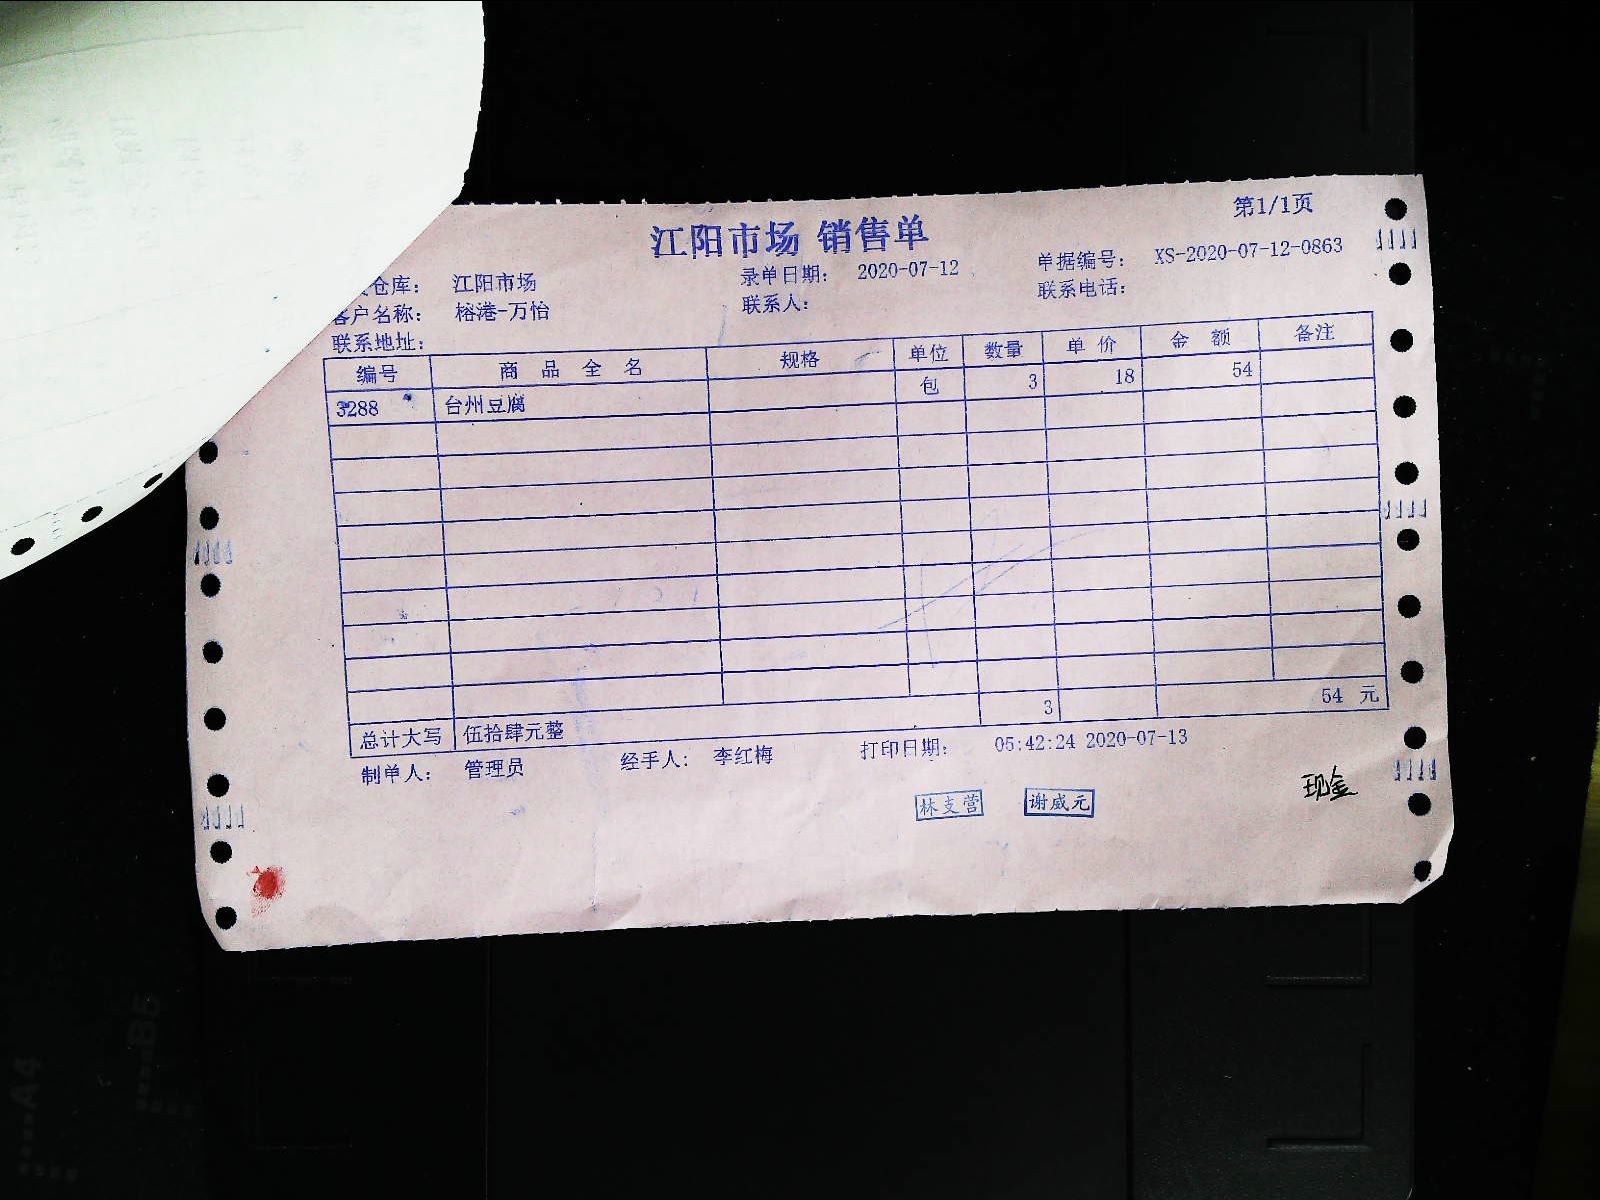 第1/1页
江阳市场 销售单
仓库： 江阳市场 录单日期： 2020-07-12 单据编号： XS-2020-07-12-0863
客户名称： 榕港-万怡 联系人： 联系电话：
联系地址：
编号 商品全名 规格 单位 数量 单价 金额 备注
3288 台州豆腐 包 3 18 54
总计大写 伍拾肆元整 3 54 元
制单人： 管理员 经手人： 李红梅 打印日期： 05:42:24 2020-07-13
林支营 谢威元 现金
B5
A4